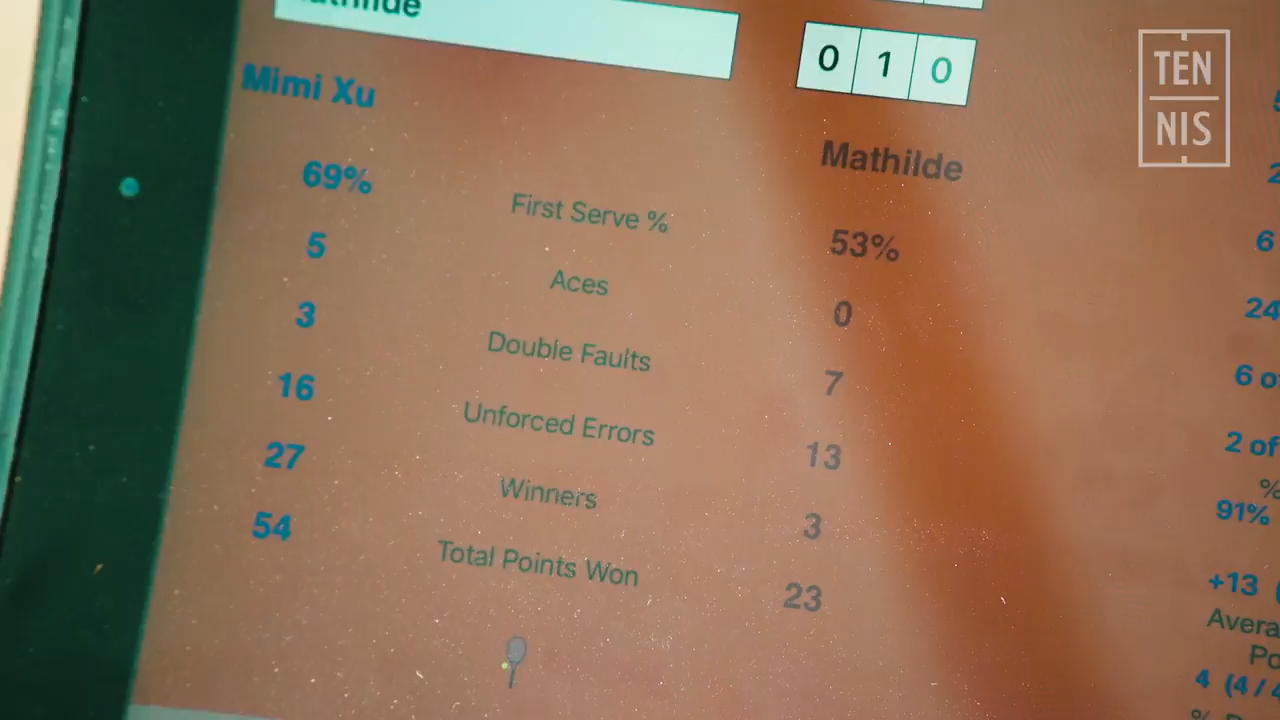 Mathilde
0 1 0
TEN
NIS
Mimi Xu
Mathilde
69%
First Serve %
53%
5
Aces
0
3
Double Faults
7
16
Unforced Errors
13
27
Winners
3
54
Total Points Won
23
6
24
6 o
2 of
%
91%
+13
Avera
Po
4 (4 / 4